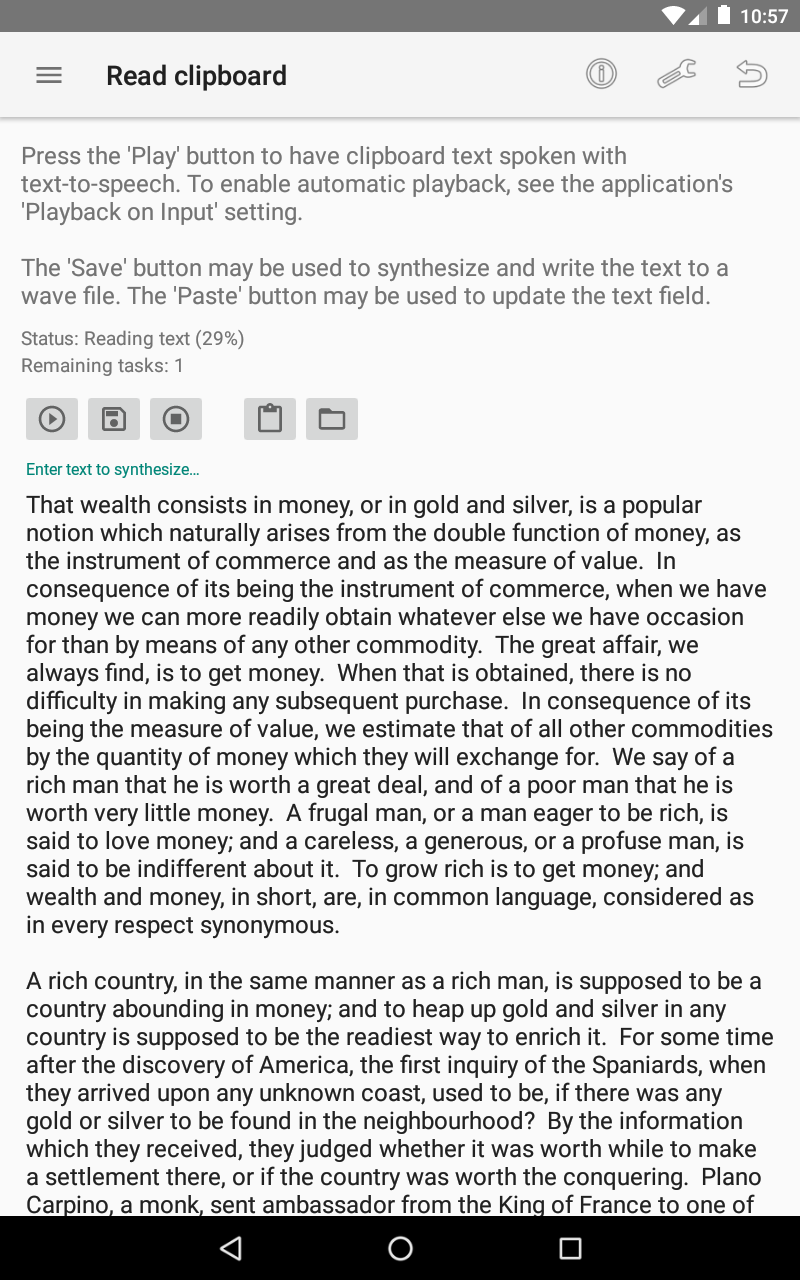 10:57
Read clipboard
Press the 'Play' button to have clipboard text spoken with
text-to-speech. To enable automatic playback, see the application's
'Playback on Input' setting.
The 'Save' button may be used to synthesize and write the text to a
wave file. The 'Paste' button may be used to update the text field.
Status: Reading text (29%)
Remaining tasks: 1
Enter text to synthesize…
That wealth consists in money, or in gold and silver, is a popular
notion which naturally arises from the double function of money, as
the instrument of commerce and as the measure of value.  In
consequence of its being the instrument of commerce, when we have
money we can more readily obtain whatever else we have occasion
for than by means of any other commodity.  The great affair, we
always find, is to get money.  When that is obtained, there is no
difficulty in making any subsequent purchase.  In consequence of its
being the measure of value, we estimate that of all other commodities
by the quantity of money which they will exchange for.  We say of a
rich man that he is worth a great deal, and of a poor man that he is
worth very little money.  A frugal man, or a man eager to be rich, is
said to love money; and a careless, a generous, or a profuse man, is
said to be indifferent about it.  To grow rich is to get money; and
wealth and money, in short, are, in common language, considered as
in every respect synonymous.
A rich country, in the same manner as a rich man, is supposed to be a
country abounding in money; and to heap up gold and silver in any
country is supposed to be the readiest way to enrich it.  For some time
after the discovery of America, the first inquiry of the Spaniards, when
they arrived upon any unknown coast, used to be, if there was any
gold or silver to be found in the neighbourhood?  By the information
which they received, they judged whether it was worth while to make
a settlement there, or if the country was worth the conquering.  Plano
Carpino, a monk, sent ambassador from the King of France to one of